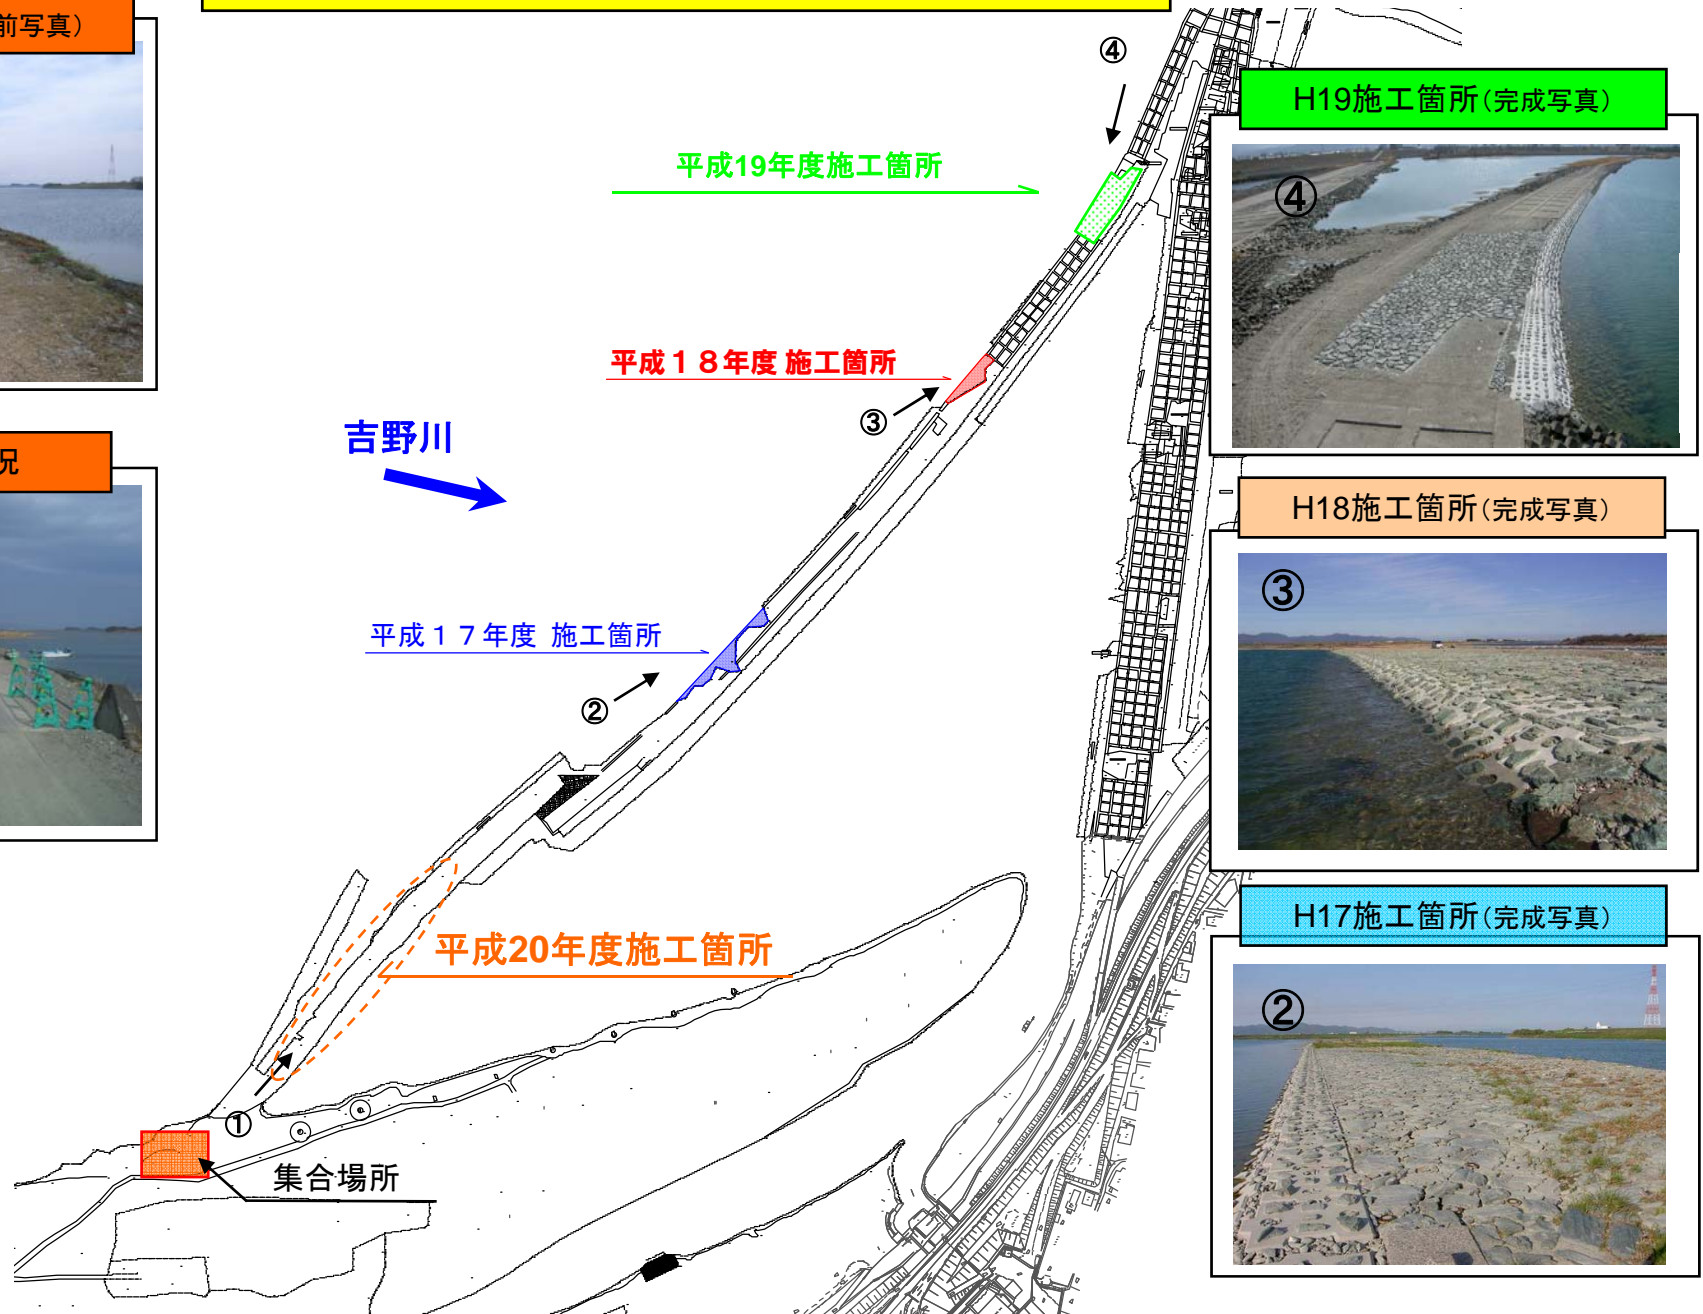 前写真）
況
④
平成19年度施工箇所
平成１８年度 施工箇所
③
吉野川
平成１７年度 施工箇所
②
平成20年度施工箇所
①
集合場所
H19施工箇所（完成写真）
④
H18施工箇所（完成写真）
③
H17施工箇所（完成写真）
②